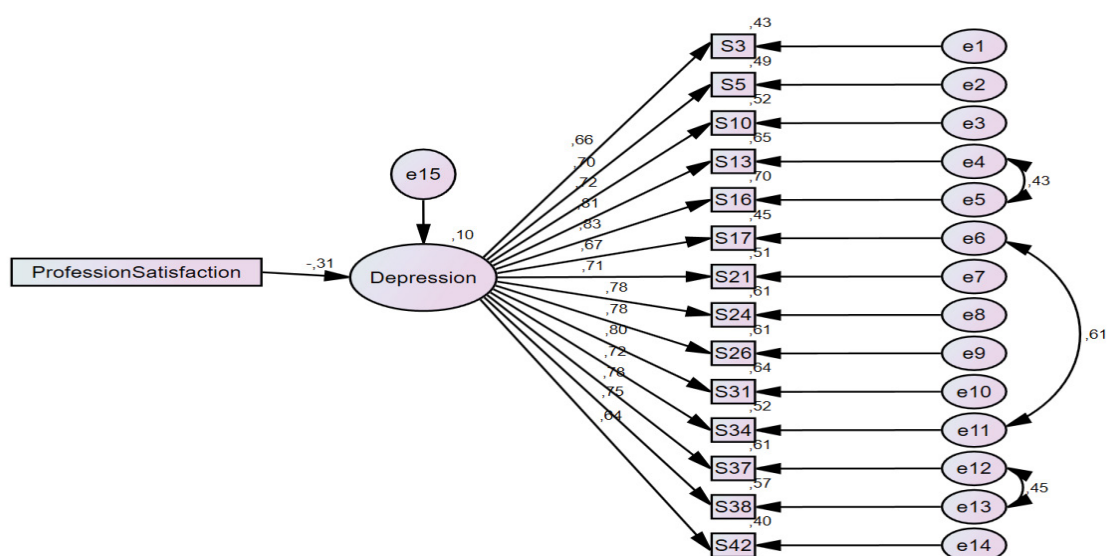 ,43
S3
e1
,49
S5
e2
,52
S10
e3
,66
,65
,70
S13
e4
e15
,72
,70
,43
,81
S16
e5
,83
,45
,10
,67
S17
e6
,71
,51
ProfessionSatisfaction
-,31
Depression
S21
e7
,78
,61
S24
e8
,78
,61
,61
,80
S26
e9
,72
,64
,78
S31
e10
,75
,52
,64
S34
e11
,61
S37
e12
,57
,45
S38
e13
,40
S42
e14